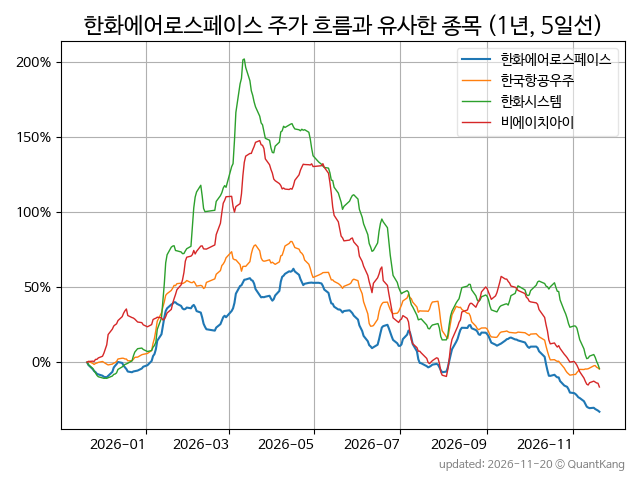 한화에어로스페이스 주가 흐름과 유사한 종목 (1년, 5일선)
한화에어로스페이스
한국항공우주
한화시스템
비에이치아이
200%
150%
100%
50%
0%
2026-01 2026-03 2026-05 2026-07 2026-09 2026-11
updated: 2026-11-20 © QuantKang